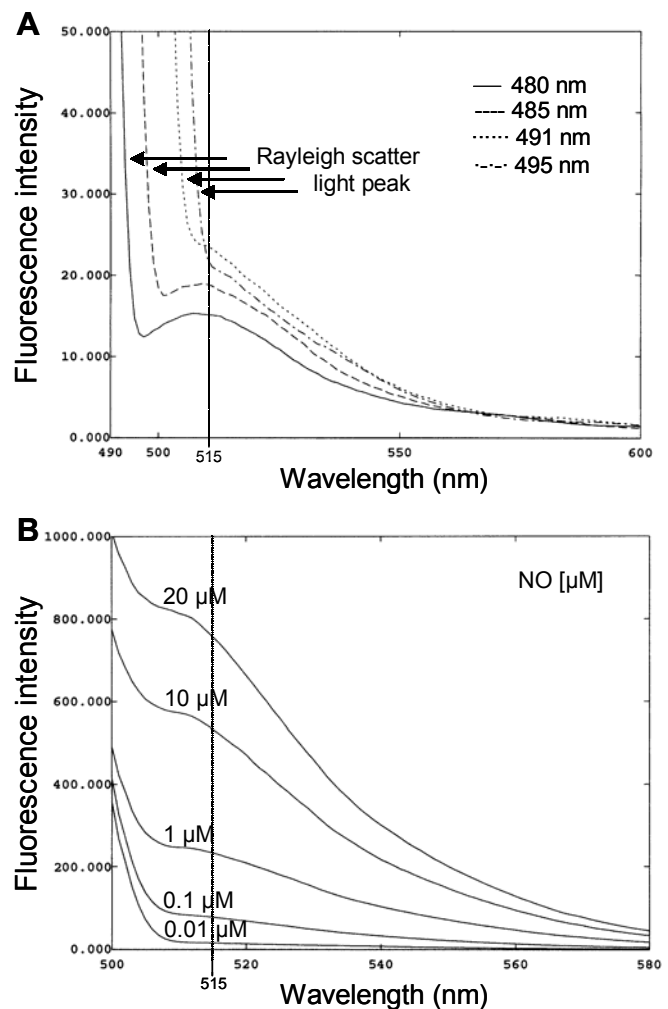 A
Fluorescence intensity
50.000
40.000
30.000
20.000
10.000
0.000
480 nm
485 nm
491 nm
495 nm
Rayleigh scatter
light peak
490
500
515
550
600
Wavelength (nm)
B
Fluorescence intensity
1000.000
800.000
600.000
400.000
200.000
0.000
NO [µM]
20 µM
10 µM
1 µM
0.1 µM
0.01 µM
500
515
520
540
560
580
Wavelength (nm)